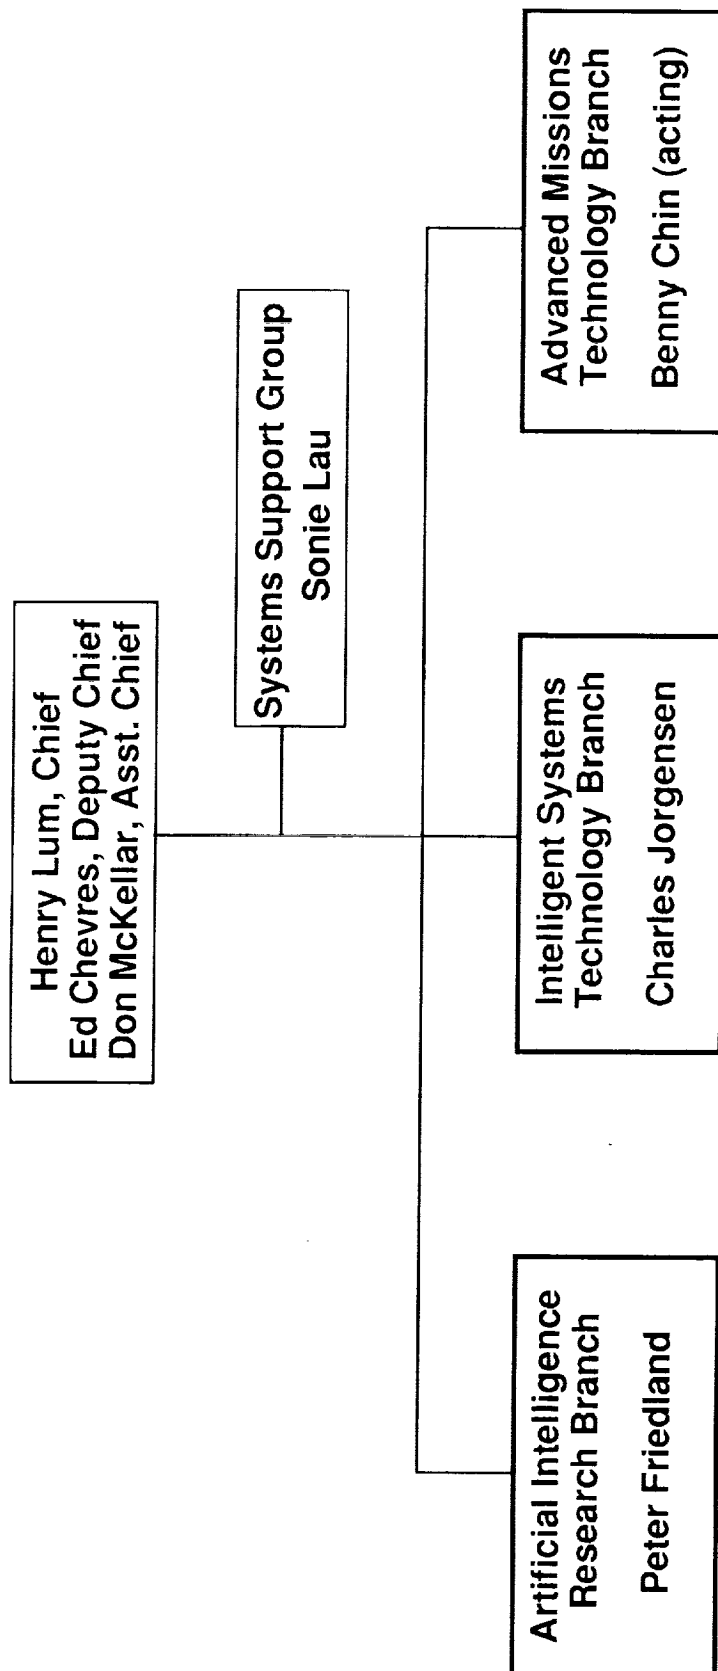 Henry Lum, Chief
Ed Chevres, Deputy Chief
Don McKellar, Asst. Chief
Systems Support Group
Sonie Lau
Artificial Intelligence
Research Branch
Peter Friedland
Intelligent Systems
Technology Branch
Charles Jorgensen
Advanced Missions
Technology Branch
Benny Chin (acting)